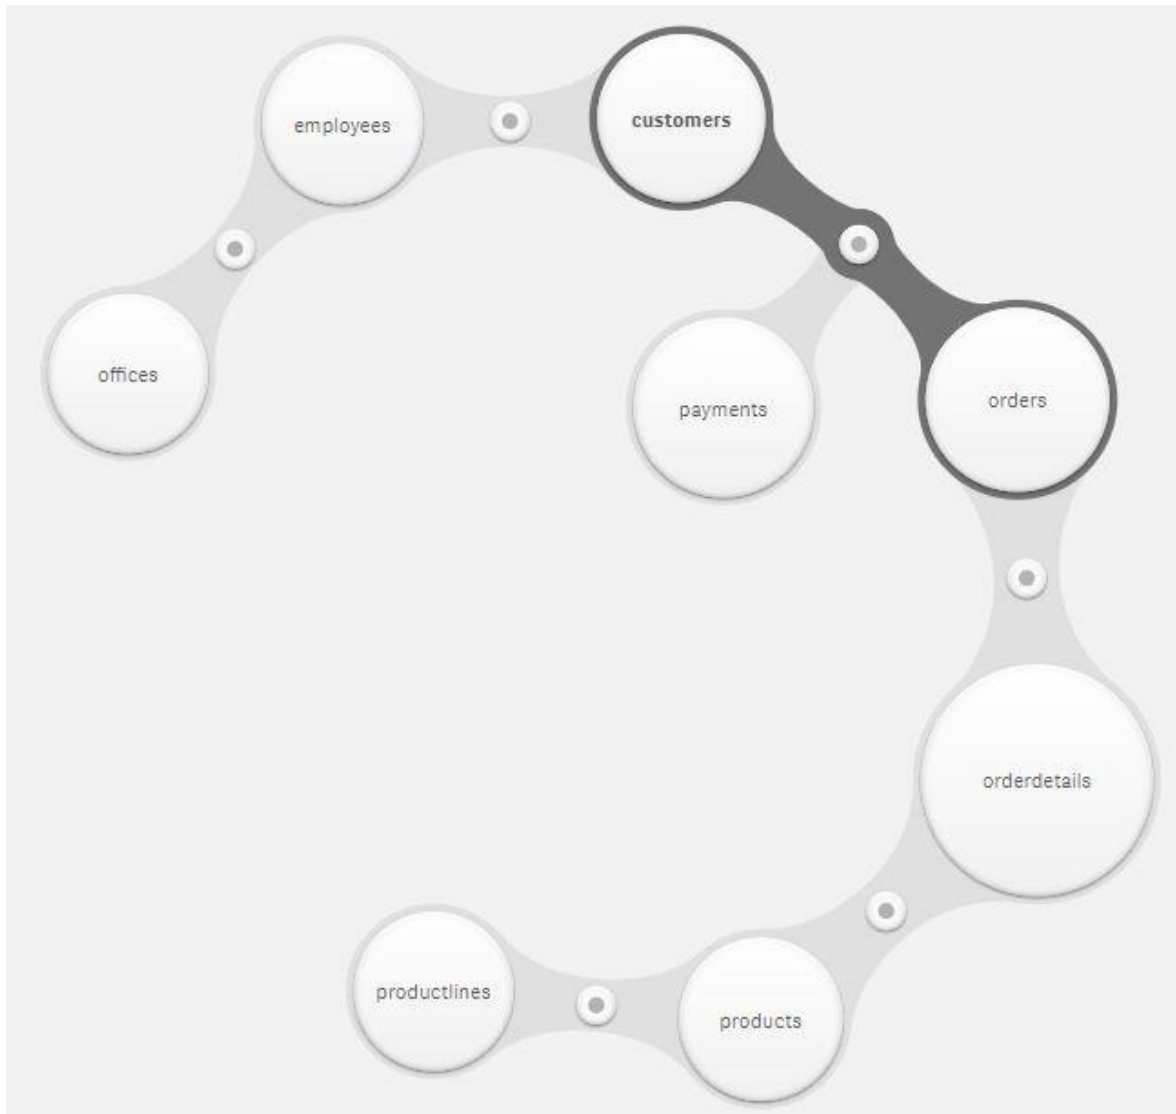 employees
customers
offices
payments
orders
orderdetails
productlines
products